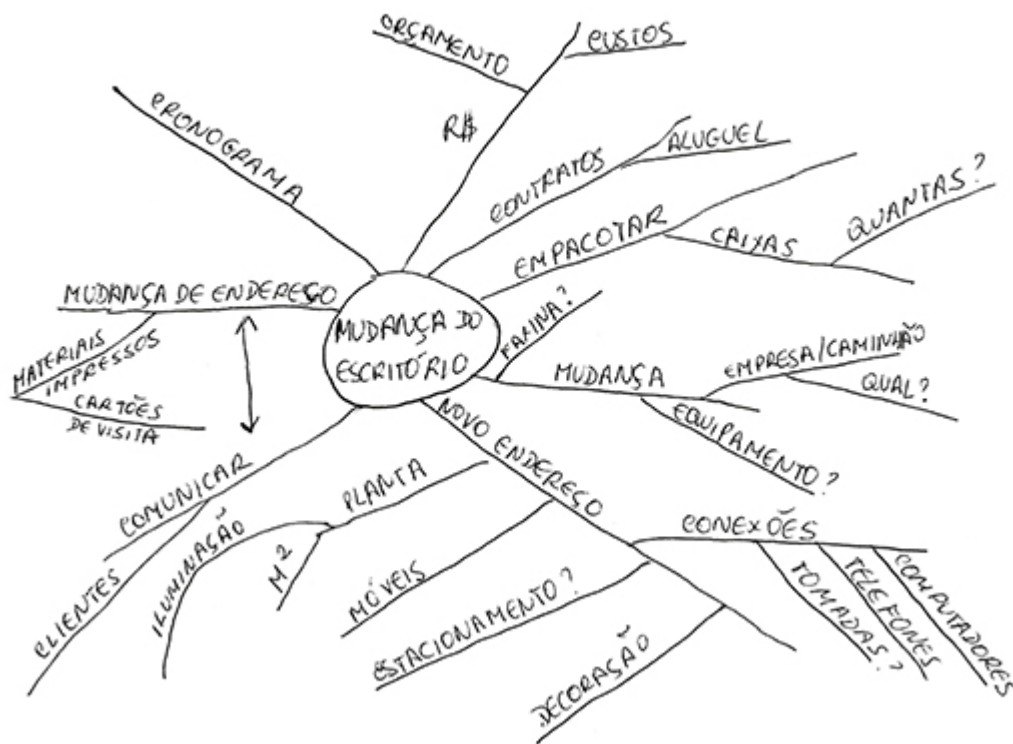 MUDANÇA DO
ESCRITÓRIO
CRONOGRAMA
R$
ORÇAMENTO
CUSTOS
CONTRATOS
ALUGUEL
EMPACOTAR
CAIXAS
QUANTAS?
MUDANÇA
FAXINA?
EMPRESA/CAMINHÃO
QUAL?
EQUIPAMENTO?
NOVO ENDEREÇO
CONEXÕES
TOMADAS?
TELEFONES
COMPUTADORES
PLANTA
ILUMINAÇÃO
M²
MÓVEIS
ESTACIONAMENTO?
DECORAÇÃO
COMUNICAR
CLIENTES
MUDANÇA DE ENDEREÇO
MATERIAIS
IMPRESSOS
CARTÕES
DE VISITA